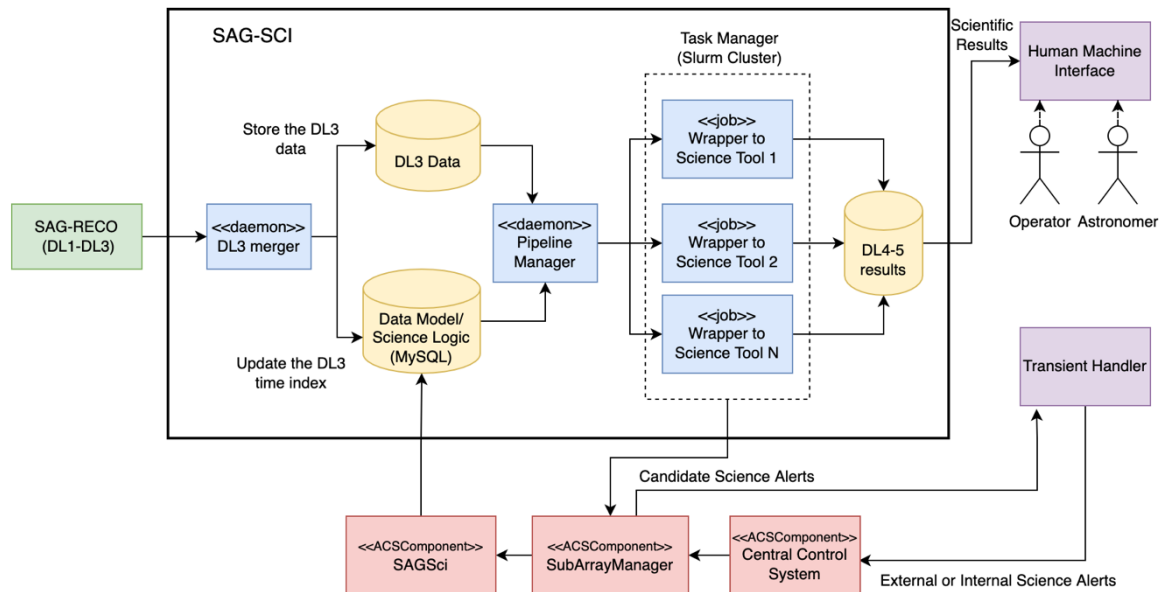 SAG-SCI
Task Manager
(Slurm Cluster)
Scientific
Results
Human Machine
Interface
Operator
Astronomer
Store the DL3
data
DL3 Data
<<job>>
Wrapper to
Science Tool 1
SAG-RECO
(DL1-DL3)
<<daemon>>
DL3 merger
<<daemon>>
Pipeline
Manager
<<job>>
Wrapper to
Science Tool 2
DL4-5
results
Data Model/
Science Logic
(MySQL)
<<job>>
Wrapper to
Science Tool N
Update the DL3
time index
Transient Handler
Candidate Science Alerts
<<ACSComponent>>
SAGSci
<<ACSComponent>>
SubArrayManager
<<ACSComponent>>
Central Control
System
External or Internal Science Alerts